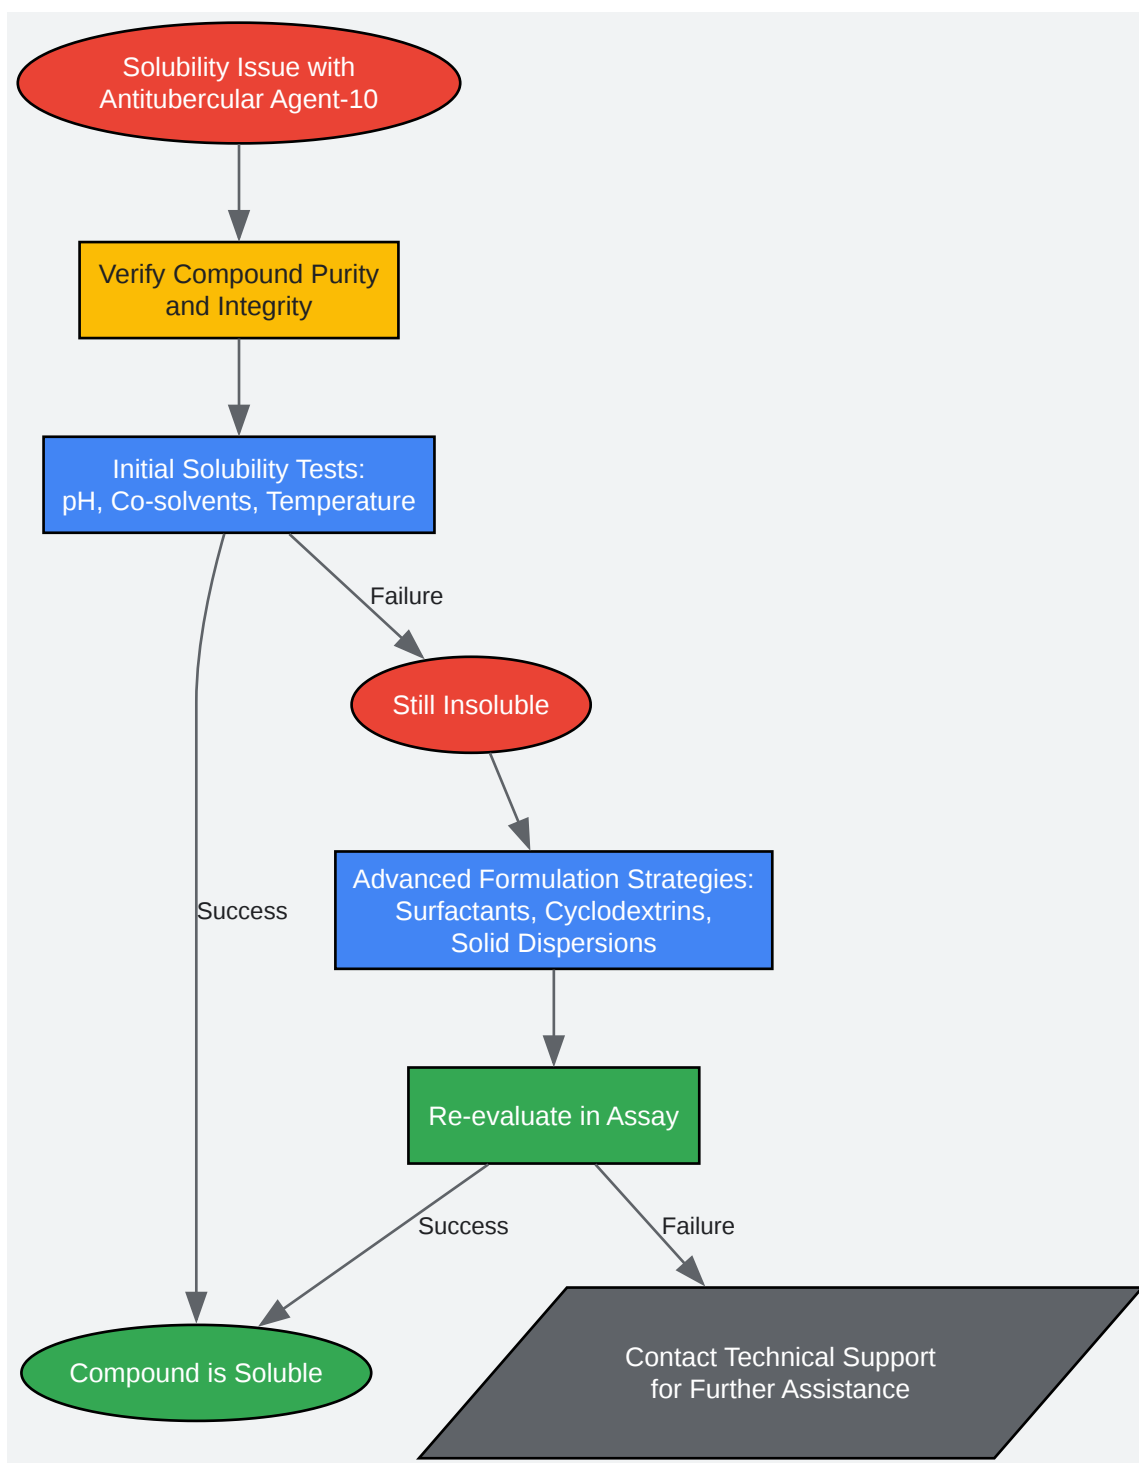 Solubility Issue with
Antitubercular Agent-10
Verify Compound Purity
and Integrity
Initial Solubility Tests:
pH, Co-solvents, Temperature
Failure
Still Insoluble
Advanced Formulation Strategies:
Surfactants, Cyclodextrins,
Solid Dispersions
Success
Re-evaluate in Assay
Success
Failure
Compound is Soluble
Contact Technical Support
for Further Assistance